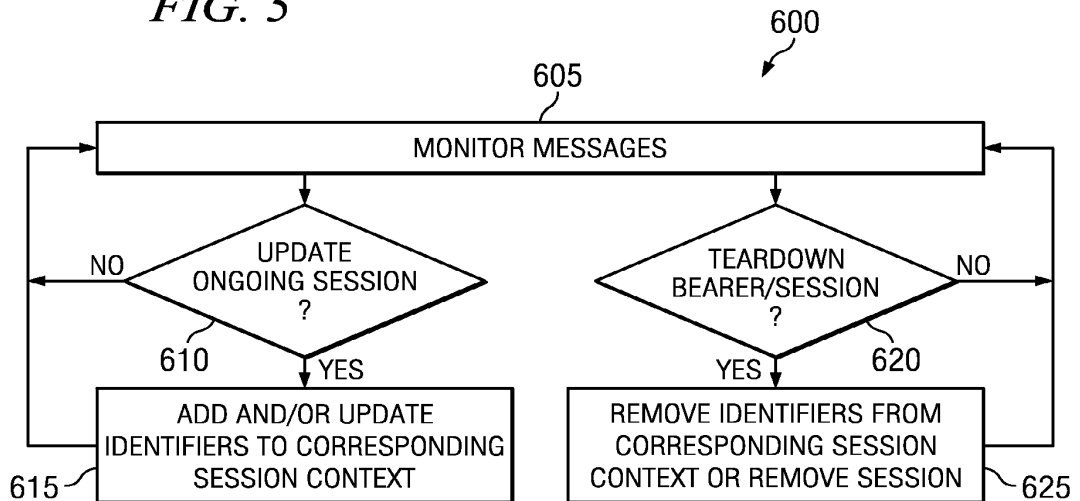 FIG. 5
600
605
MONITOR MESSAGES
UPDATE
ONGOING SESSION
?
NO
610
YES
TEARDOWN
BEARER/SESSION
?
NO
620
YES
ADD AND/OR UPDATE
IDENTIFIERS TO CORRESPONDING
SESSION CONTEXT
615
REMOVE IDENTIFIERS FROM
CORRESPONDING SESSION
CONTEXT OR REMOVE SESSION
625